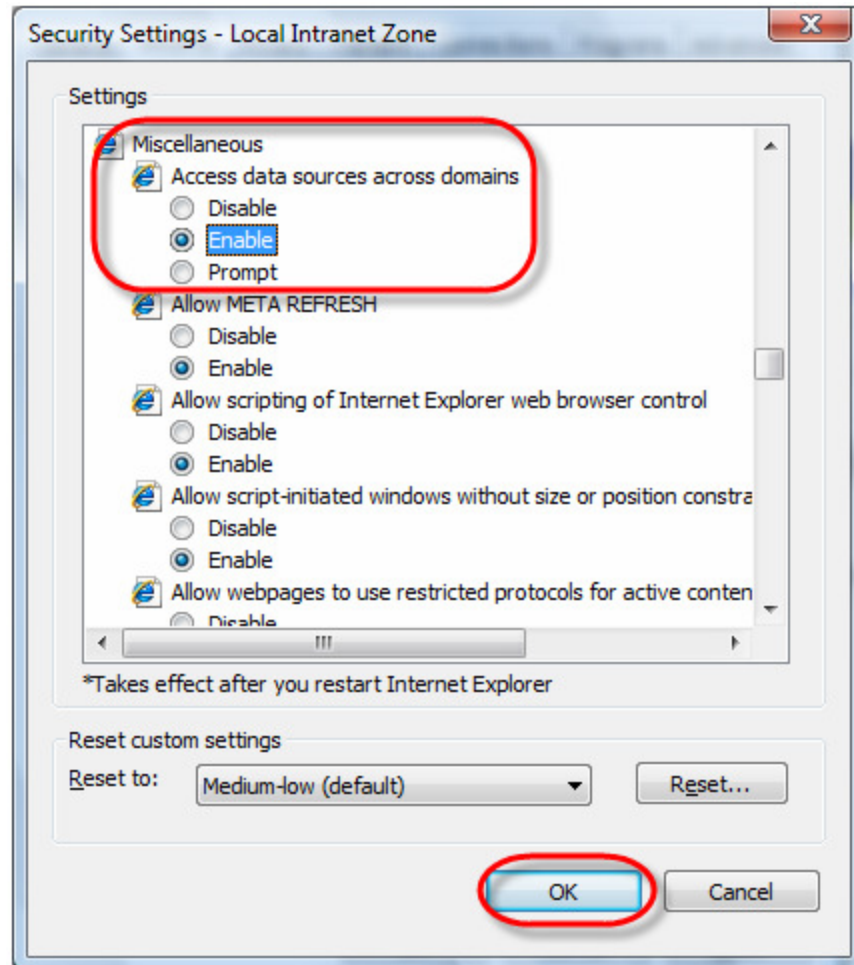 Security Settings - Local Intranet Zone
Settings
Miscellaneous
Access data sources across domains
Disable
Enable
Prompt
Allow META REFRESH
Disable
Enable
Allow scripting of Internet Explorer web browser control
Disable
Enable
Allow script-initiated windows without size or position constra
Disable
Enable
Allow webpages to use restricted protocols for active conten
Disable
*Takes effect after you restart Internet Explorer
Reset custom settings
Reset to:
Medium-low (default)
Reset...
OK
Cancel